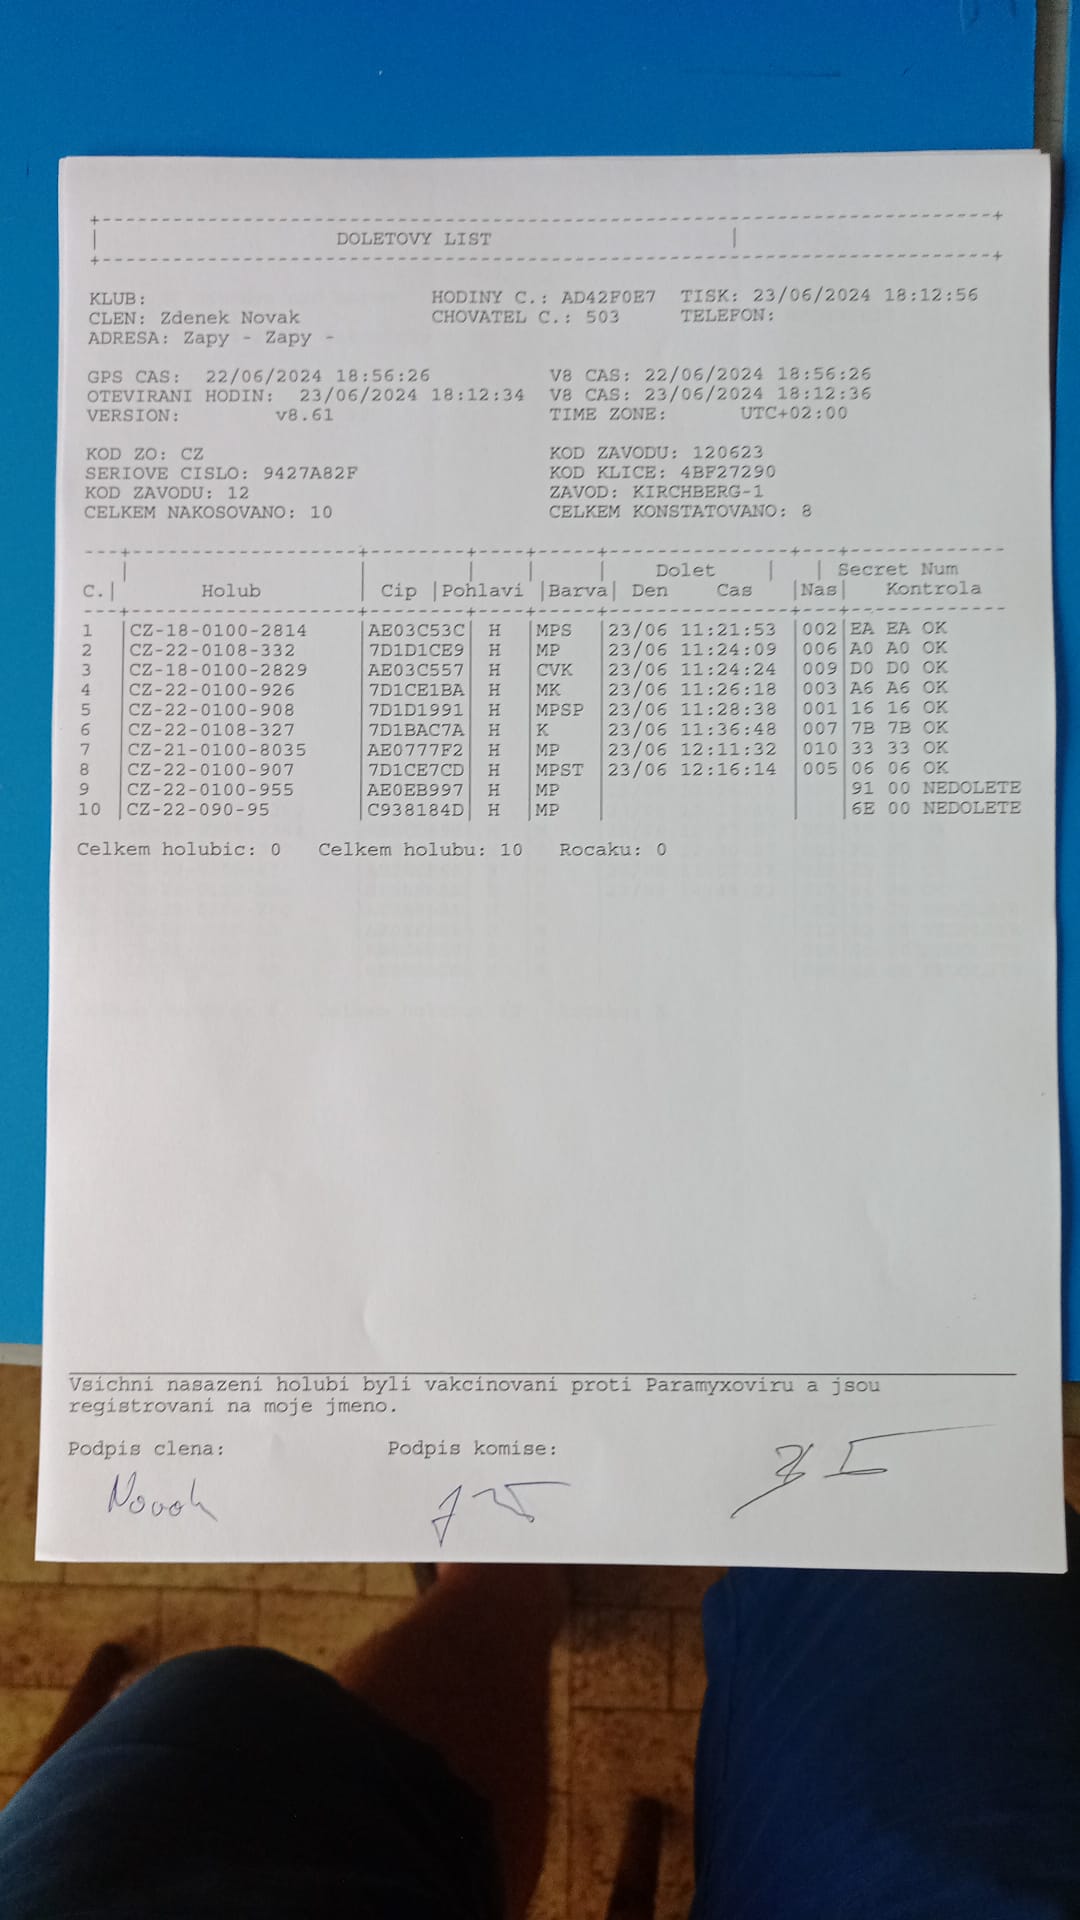 DOLETOVY LIST
KLUB: HODINY C.: AD42F0E7 TISK: 23/06/2024 18:12:56
CLEN: Zdenek Novak CHOVATEL C.: 503 TELEFON:
ADRESA: Zapy - Zapy -
GPS CAS: 22/06/2024 18:56:26 V8 CAS: 22/06/2024 18:56:26
OTEVIRANI HODIN: 23/06/2024 18:12:34 V8 CAS: 23/06/2024 18:12:36
VERSION: v8.61 TIME ZONE: UTC+02:00
KOD ZO: CZ KOD ZAVODU: 120623
SERIOVE CISLO: 9427A82F KOD KLICE: 4BF27290
KOD ZAVODU: 12 ZAVOD: KIRCHBERG-1
CELKEM NAKOSOVANO: 10 CELKEM KONSTATOVANO: 8
Dolet Secret Num
C. Holub Cip Pohlavi Barva Den Cas Nas Kontrola
1 CZ-18-0100-2814 AE03C53C H MPS 23/06 11:21:53 002 EA EA OK
2 CZ-22-0108-332 7D1D1CE9 H MP 23/06 11:24:09 006 A0 A0 OK
3 CZ-18-0100-2829 AE03C557 H CVK 23/06 11:24:24 009 D0 D0 OK
4 CZ-22-0100-926 7D1CE1BA H MK 23/06 11:26:18 003 A6 A6 OK
5 CZ-22-0100-908 7D1D1991 H MPSP 23/06 11:28:38 001 16 16 OK
6 CZ-22-0108-327 7D1BAC7A H K 23/06 11:36:48 007 7B 7B OK
7 CZ-21-0100-8035 AE0777F2 H MP 23/06 12:11:32 010 33 33 OK
8 CZ-22-0100-907 7D1CE7CD H MPST 23/06 12:16:14 005 06 06 OK
9 CZ-22-0100-955 AE0EB997 H MP 91 00 NEDOLETE
10 CZ-22-090-95 C938184D H MP 6E 00 NEDOLETE
Celkem holubic: 0 Celkem holubu: 10 Rocaku: 0
Vsichni nasazeni holubi byli vakcinovani proti Paramyxoviru a jsou
registrovani na moje jmeno.
Podpis clena: Podpis komise:
Novak